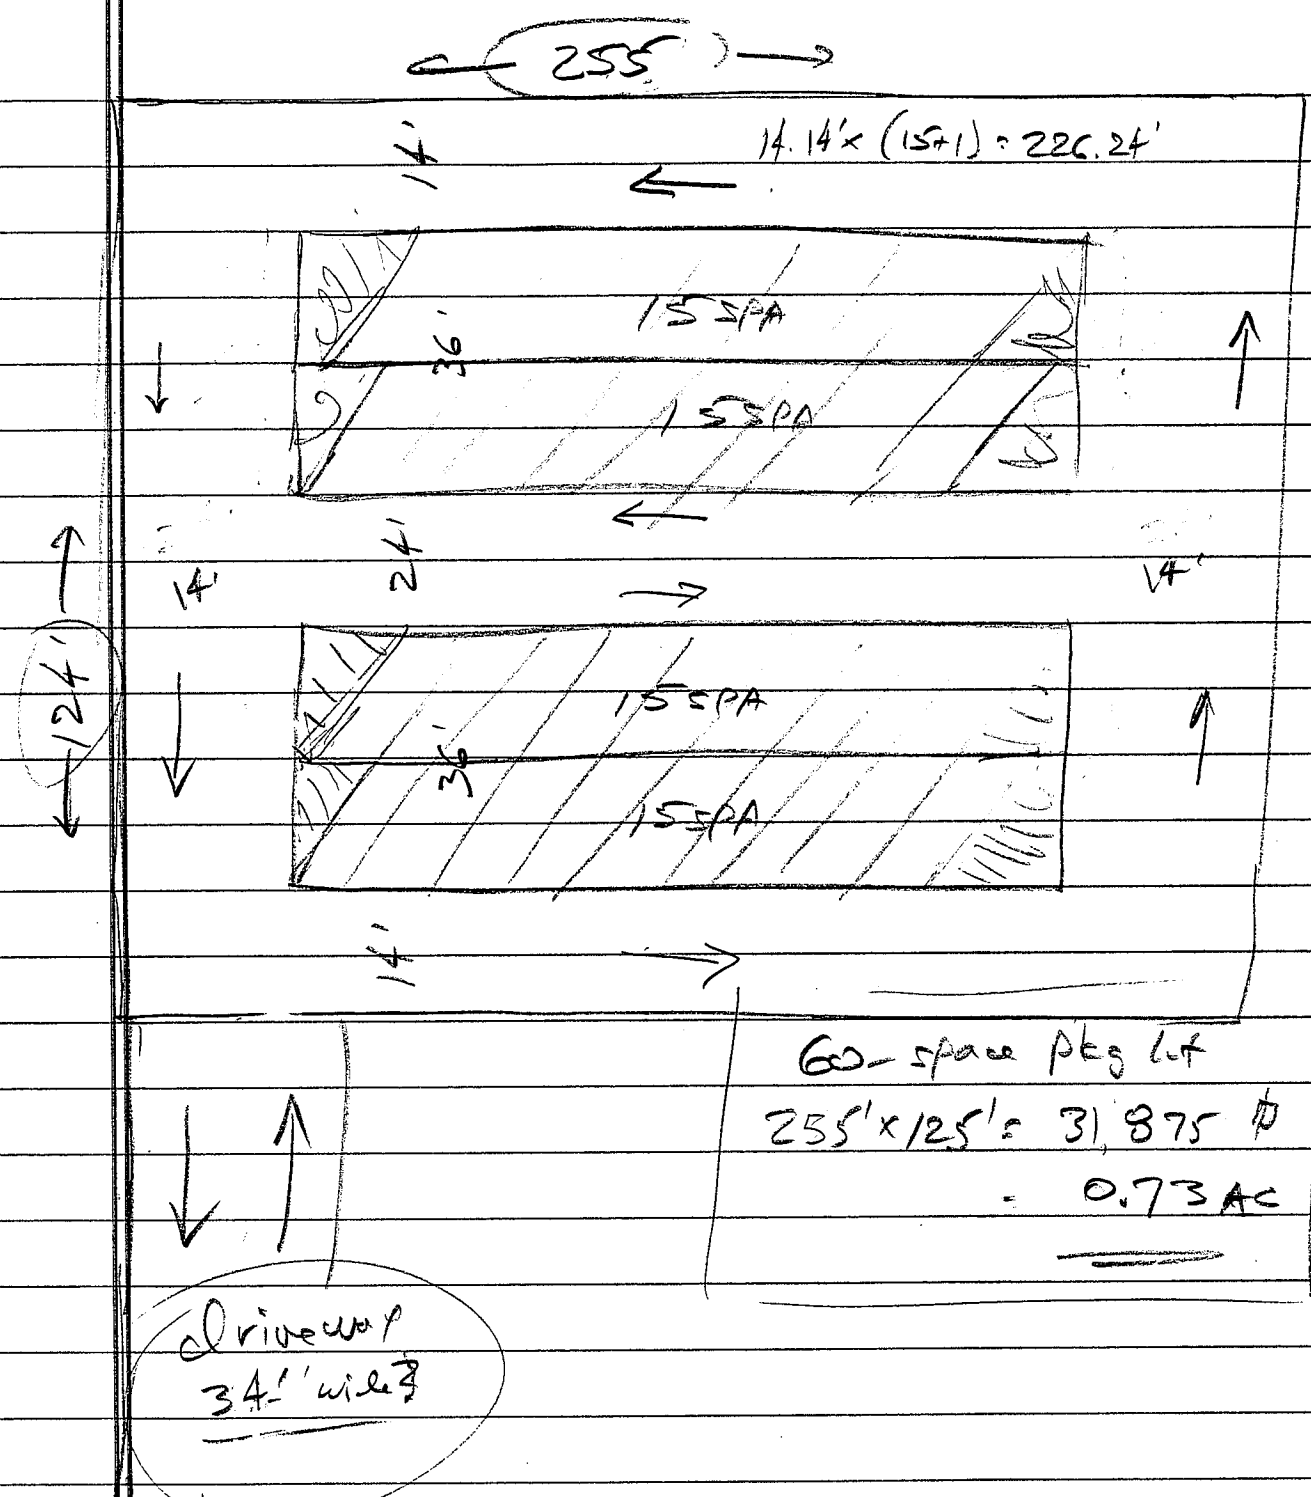 255'
14.14'x (15+1) = 226.24'
14'
15 SPA
36'
15 SPA
24'
14'
14'
124'
15 SPA
36'
15 SPA
14'
60-space pkg lot
255'x125' = 31,875
= 0.73 AC
driveway
34' wide